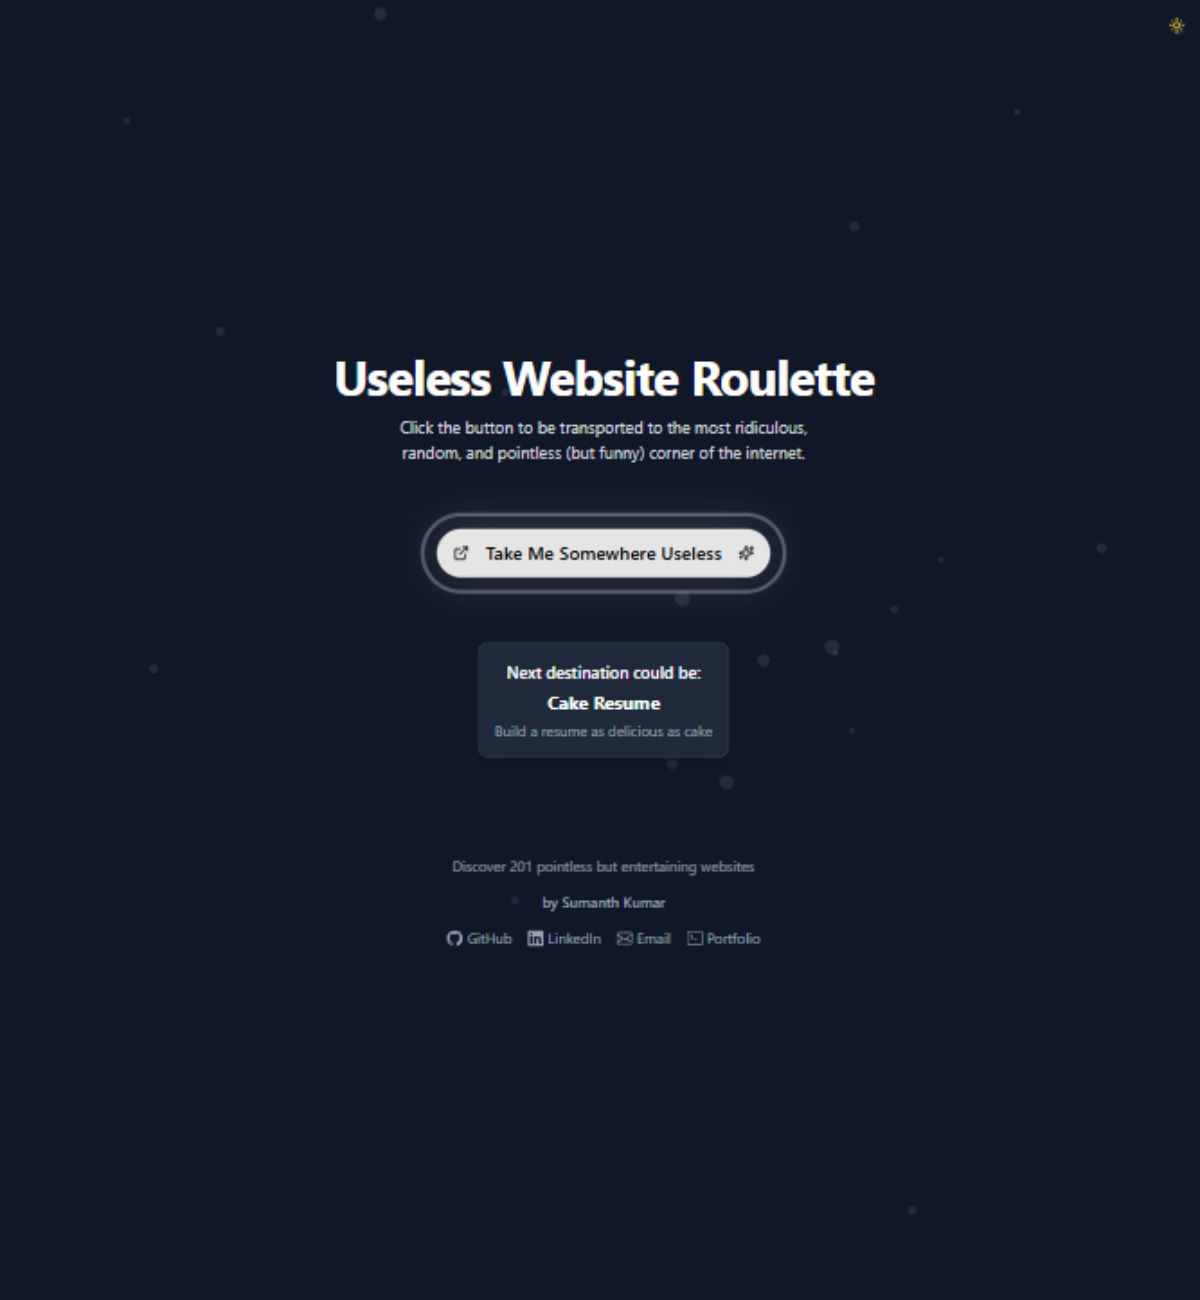 Useless Website Roulette
Click the button to be transported to the most ridiculous,
random, and pointless (but funny) corner of the internet.
Take Me Somewhere Useless
Next destination could be:
Cake Resume
Build a resume as delicious as cake
Discover 201 pointless but entertaining websites
by Sumanth Kumar
GitHub LinkedIn Email Portfolio